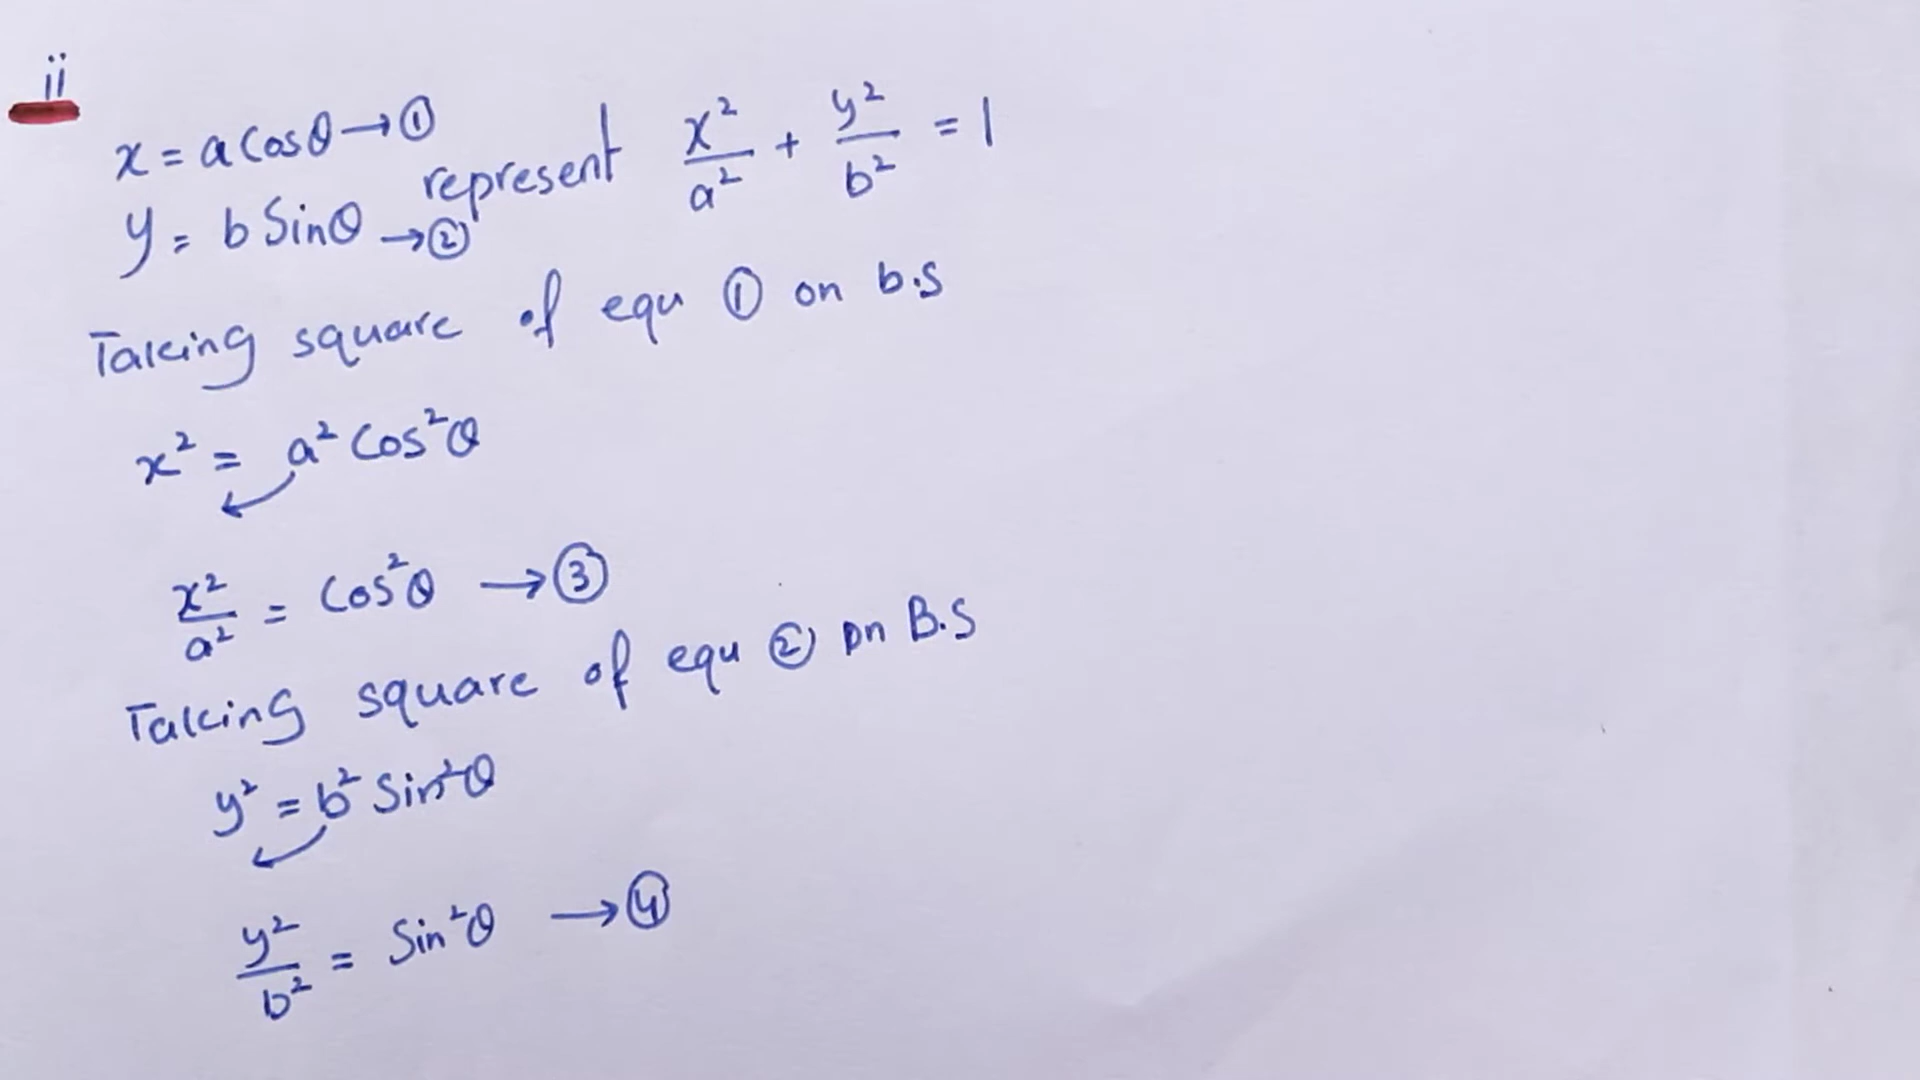 ii
x = a Cosθ → ①
y = b Sinθ → ② represent x²/a² + y²/b² = 1
Taking square of equ ① on b.s
x² = a² Cos²θ
x²/a² = Cos²θ → ③
Taking square of equ ② on B.S
y² = b² Sin²θ
y²/b² = Sin²θ → ④